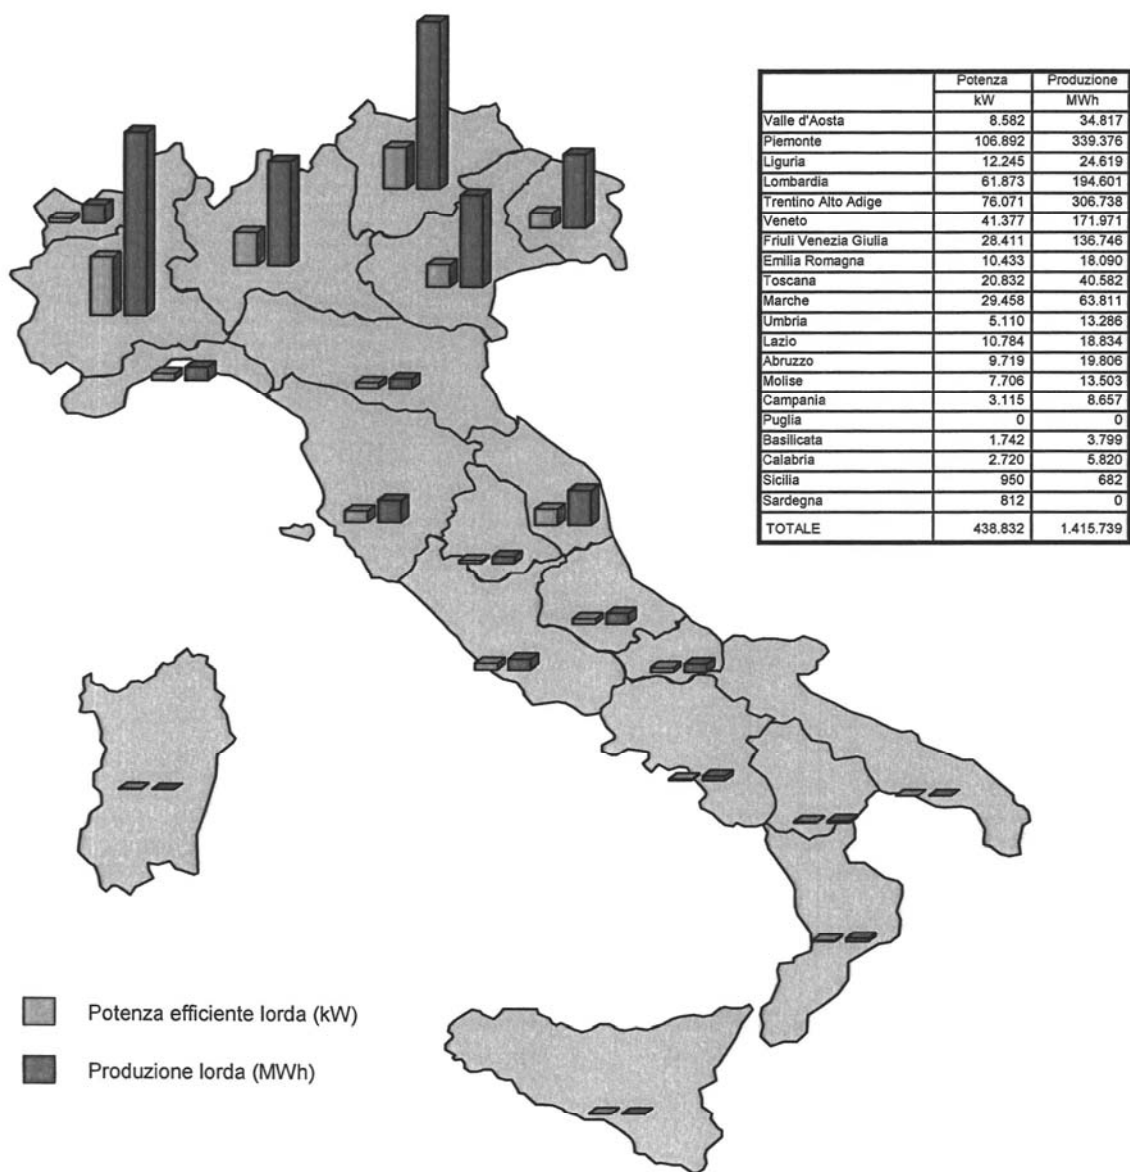 Potenza Produzione
kW MWh
Valle d'Aosta 8.582 34.817
Piemonte 106.892 339.376
Liguria 12.245 24.619
Lombardia 61.873 194.601
Trentino Alto Adige 76.071 306.738
Veneto 41.377 171.971
Friuli Venezia Giulia 28.411 136.746
Emilia Romagna 10.433 18.090
Toscana 20.832 40.582
Marche 29.458 63.811
Umbria 5.110 13.286
Lazio 10.784 18.834
Abruzzo 9.719 19.806
Molise 7.706 13.503
Campania 3.115 8.657
Puglia 0 0
Basilicata 1.742 3.799
Calabria 2.720 5.820
Sicilia 950 682
Sardegna 812 0
TOTALE 438.832 1.415.739
Potenza efficiente lorda (kW)
Produzione lorda (MWh)